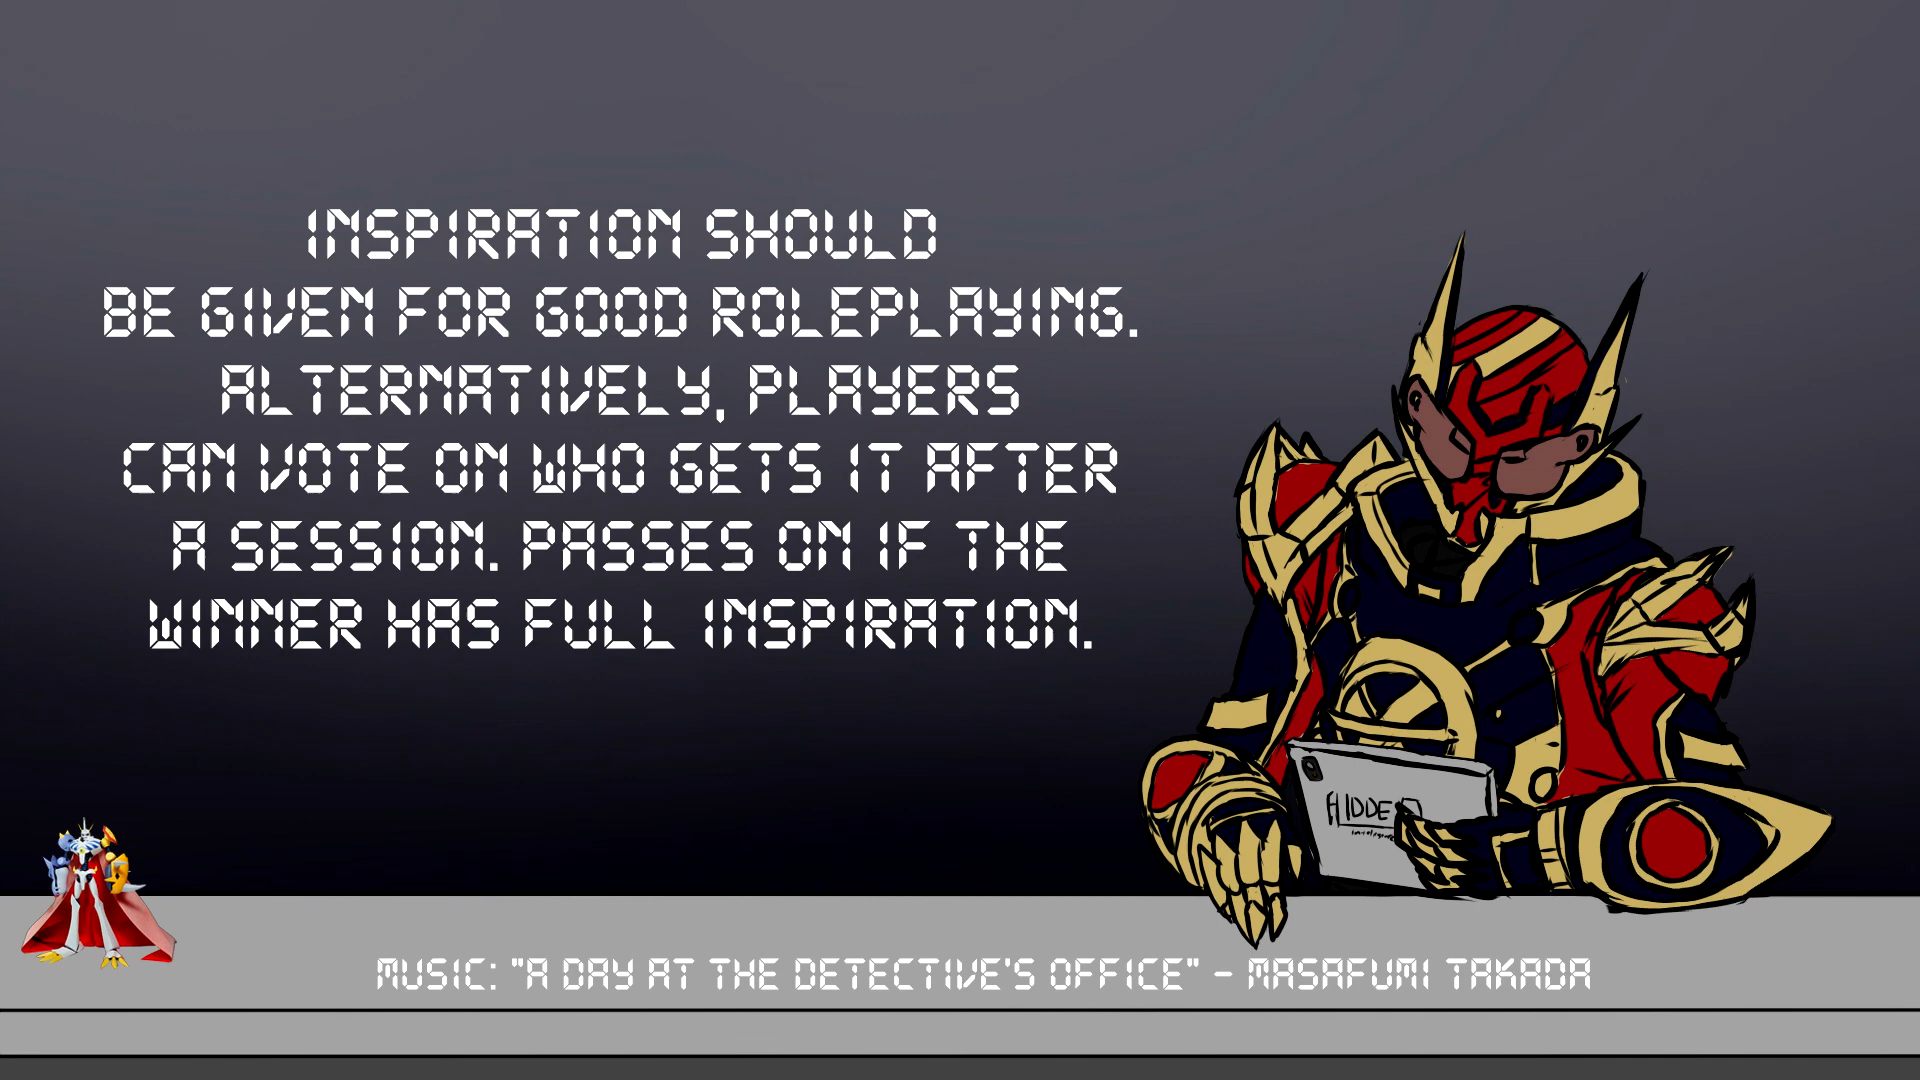 INSPIRATION SHOULD
BE GIVEN FOR GOOD ROLEPLAYING.
ALTERNATIVELY, PLAYERS
CAN VOTE ON WHO GETS IT AFTER
A SESSION. PASSES ON IF THE
WINNER HAS FULL INSPIRATION.
HIDDE
MUSIC: "A DAY AT THE DETECTIVE'S OFFICE" - MASAFUMI TAKADA